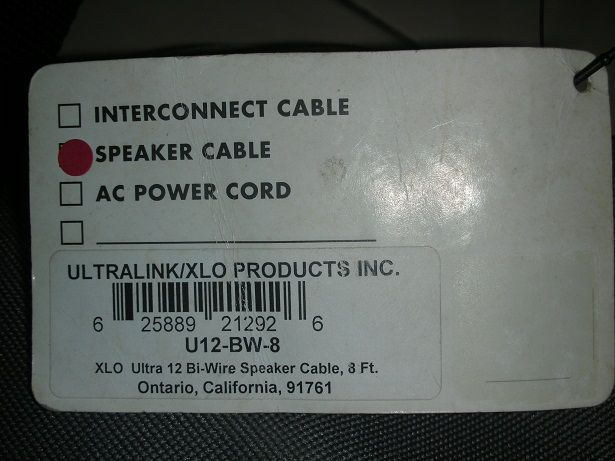 INTERCONNECT CABLE
SPEAKER CABLE
AC POWER CORD
ULTRALINK/XLO PRODUCTS INC.
6 25889 21292 6
U12-BW-8
XLO Ultra 12 Bi-Wire Speaker Cable, 8 Ft.
Ontario, California, 91761